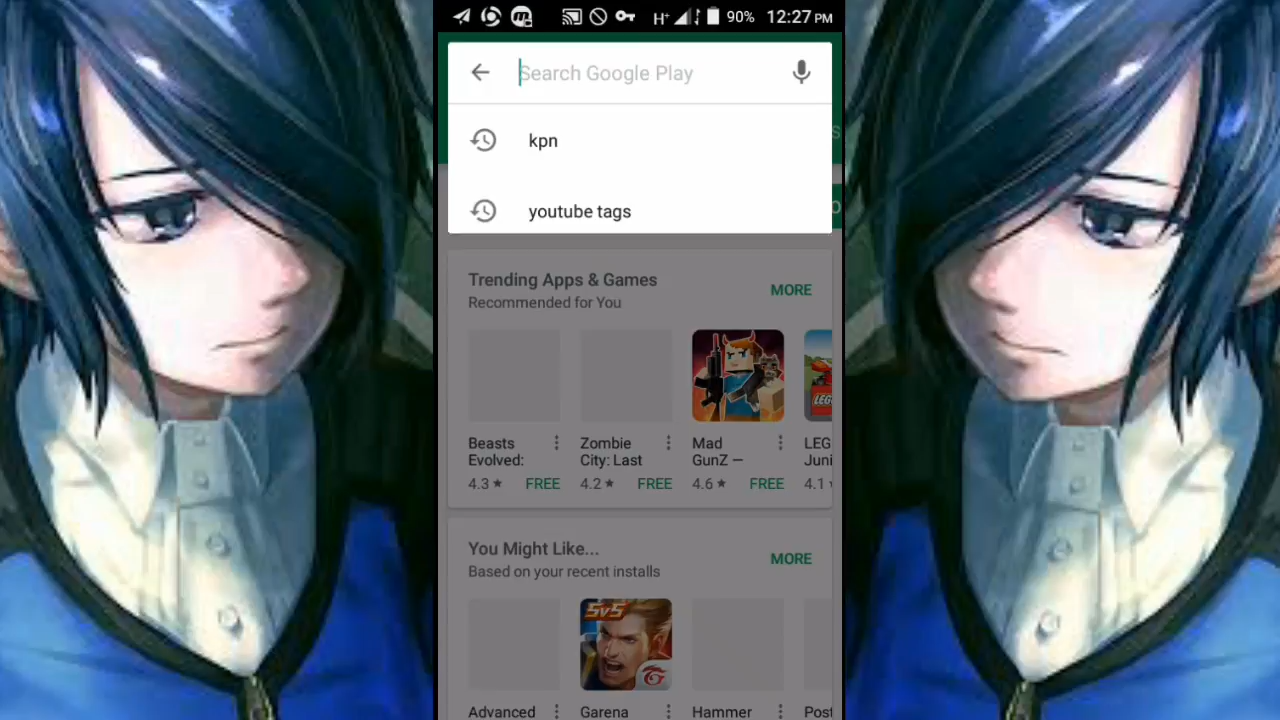 H+ 90% 12:27 PM
Search Google Play
kpn
youtube tags
Trending Apps & Games
Recommended for You
MORE
Beasts
Evolved:
4.3 ★ FREE
Zombie
City: Last
4.2 ★ FREE
Mad
GunZ —
4.6 ★ FREE
LEGO
LEG
Juni
4.1
You Might Like...
Based on your recent installs
MORE
5v5
Advanced
Garena
Hammer
Post